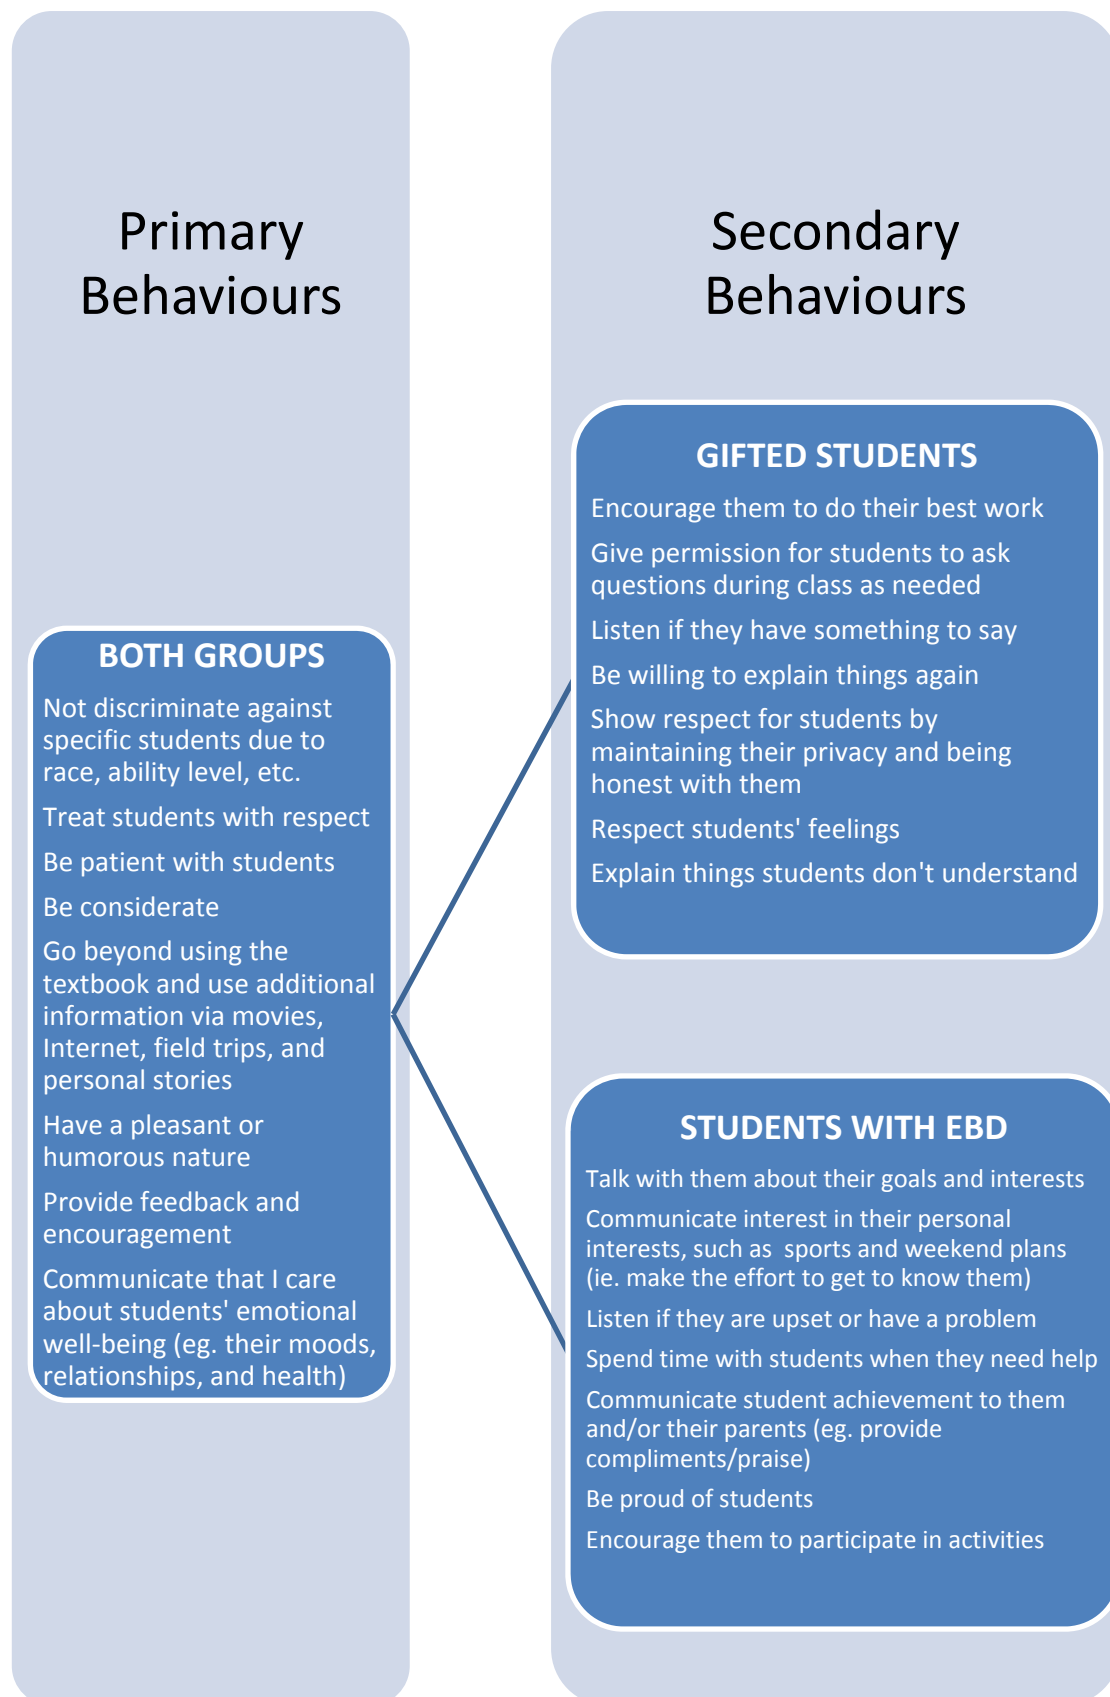 Primary
Behaviours
BOTH GROUPS
Not discriminate against
specific students due to
race, ability level, etc.
Treat students with respect
Be patient with students
Be considerate
Go beyond using the
textbook and use additional
information via movies,
Internet, field trips, and
personal stories
Have a pleasant or
humorous nature
Provide feedback and
encouragement
Communicate that I care
about students' emotional
well-being (eg. their moods,
relationships, and health)
Secondary
Behaviours
GIFTED STUDENTS
Encourage them to do their best work
Give permission for students to ask
questions during class as needed
Listen if they have something to say
Be willing to explain things again
Show respect for students by
maintaining their privacy and being
honest with them
Respect students' feelings
Explain things students don't understand
STUDENTS WITH EBD
Talk with them about their goals and interests
Communicate interest in their personal
interests, such as  sports and weekend plans
(ie. make the effort to get to know them)
Listen if they are upset or have a problem
Spend time with students when they need help
Communicate student achievement to them
and/or their parents (eg. provide
compliments/praise)
Be proud of students
Encourage them to participate in activities